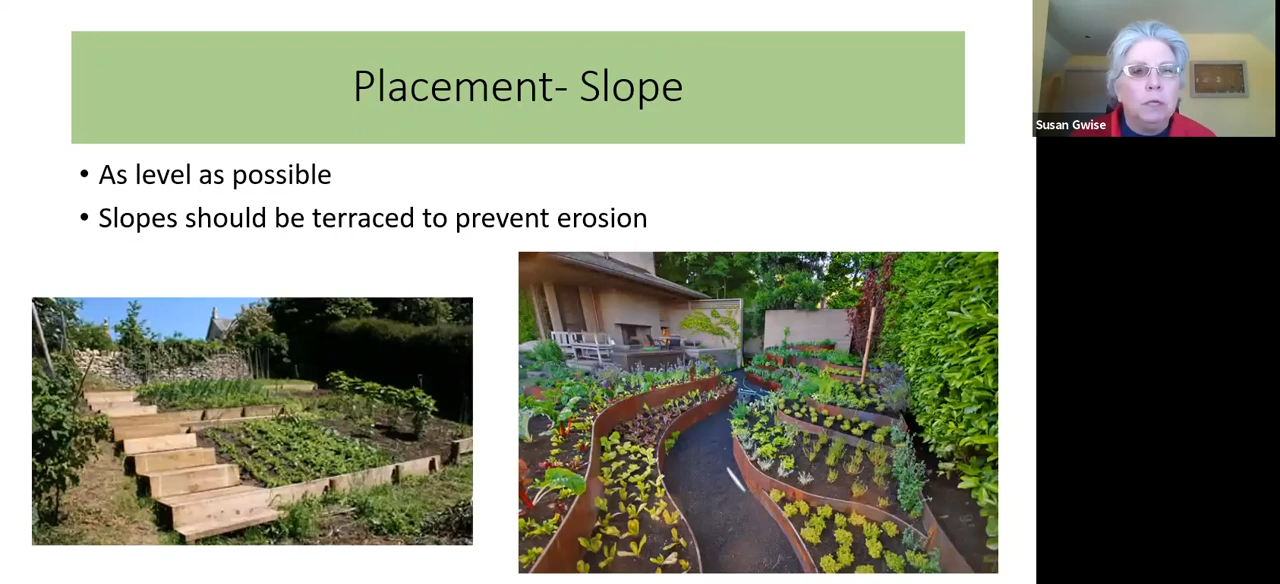 Placement- Slope
• As level as possible
• Slopes should be terraced to prevent erosion
Susan Gwise